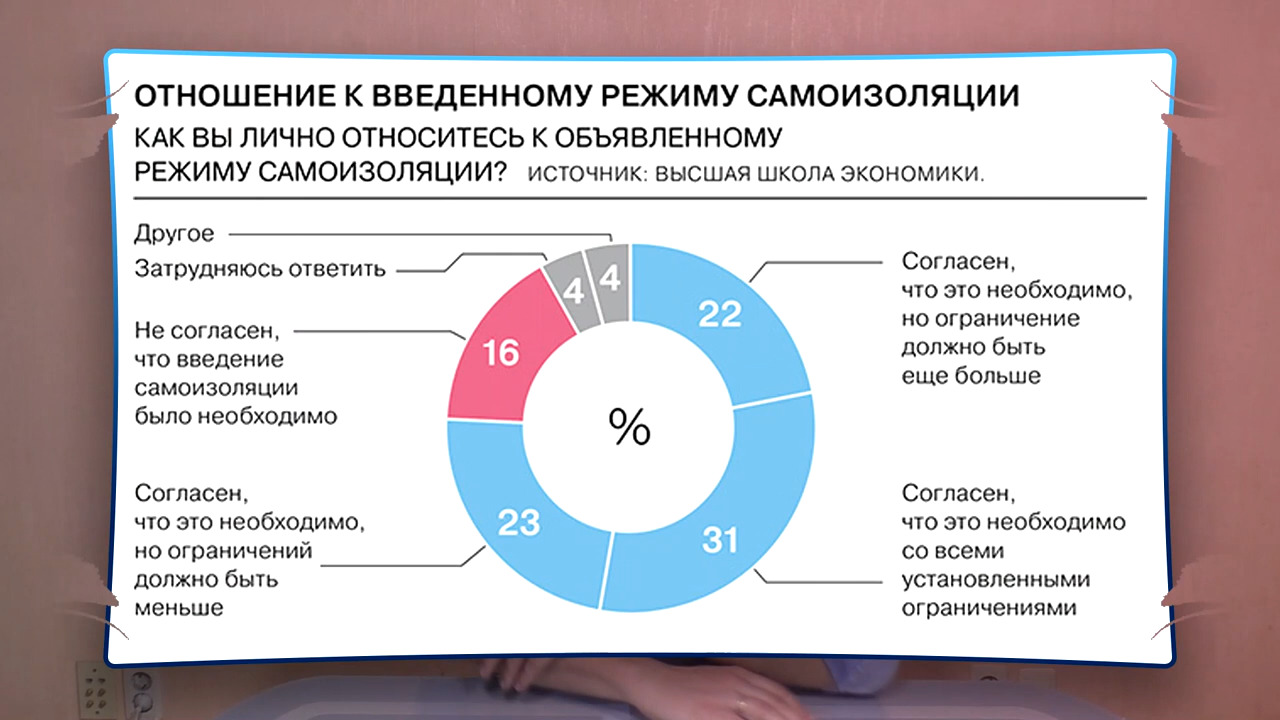 ОТНОШЕНИЕ К ВВЕДЕННОМУ РЕЖИМУ САМОИЗОЛЯЦИИ
КАК ВЫ ЛИЧНО ОТНОСИТЕСЬ К ОБЪЯВЛЕННОМУ
РЕЖИМУ САМОИЗОЛЯЦИИ? ИСТОЧНИК: ВЫСШАЯ ШКОЛА ЭКОНОМИКИ.
Другое
Затрудняюсь ответить
Не согласен,
что введение
самоизоляции
было необходимо
Согласен,
что это необходимо,
но ограничений
должно быть
меньше
4
4
16
22
%
23
31
Согласен,
что это необходимо,
но ограничение
должно быть
еще больше
Согласен,
что это необходимо
со всеми
установленными
ограничениями